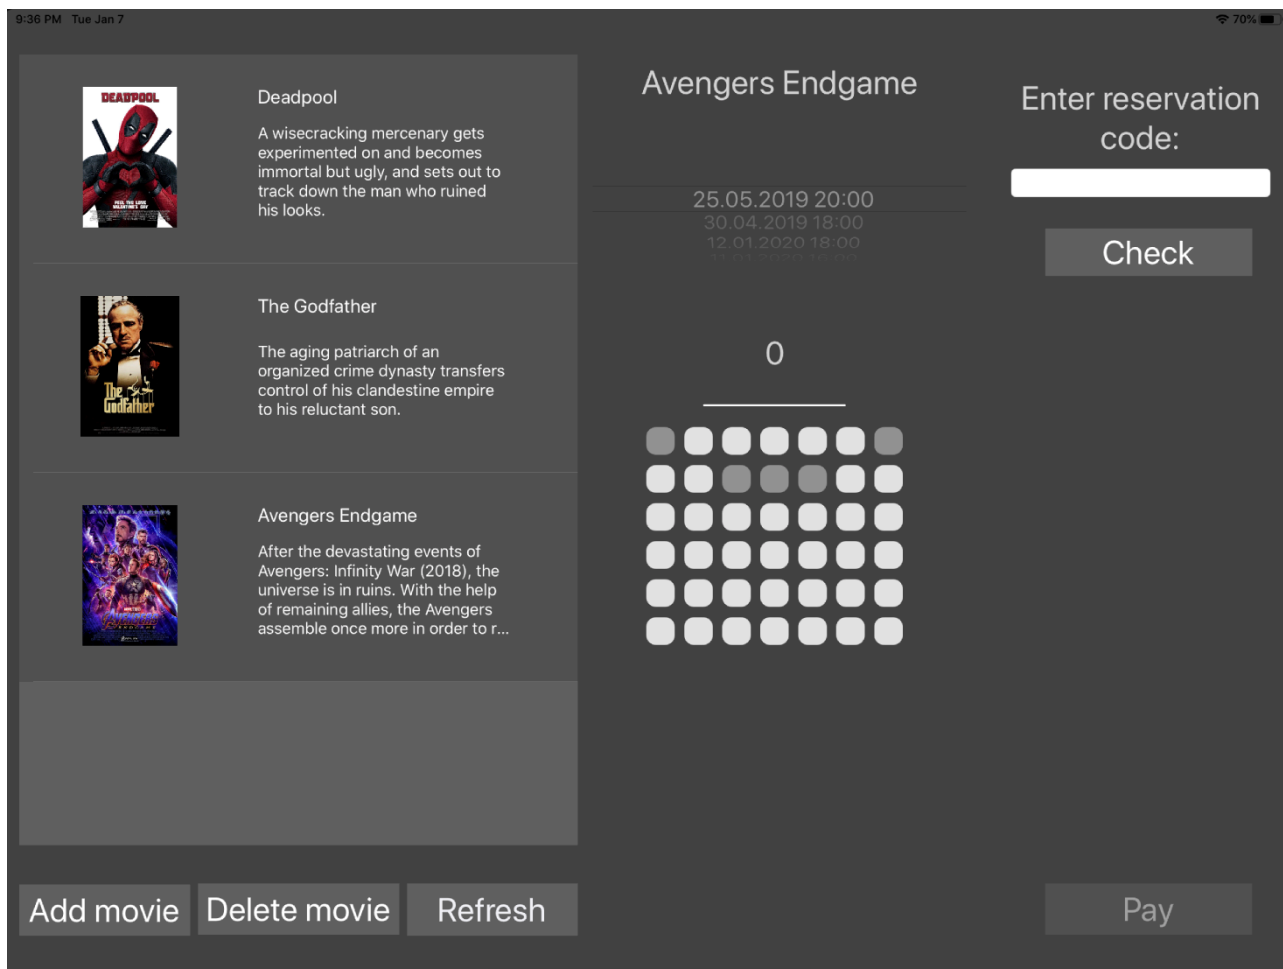 9:36 PM Tue Jan 7
70%
DEADPOOL
Deadpool
A wisecracking mercenary gets
experimented on and becomes
immortal but ugly, and sets out to
track down the man who ruined
his looks.
The
Godfather
The Godfather
The aging patriarch of an
organized crime dynasty transfers
control of his clandestine empire
to his reluctant son.
Avengers Endgame
After the devastating events of
Avengers: Infinity War (2018), the
universe is in ruins. With the help
of remaining allies, the Avengers
assemble once more in order to r...
Add movie
Delete movie
Refresh
Avengers Endgame
25.05.2019 20:00
30.04.2019 18:00
12.01.2020 18:00
0
Enter reservation
code:
Check
Pay